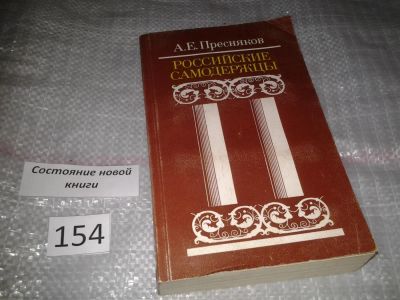 А.Е.Пресняков
РОССИЙСКИЕ
САМОДЕРЖЦЫ
Состояние новой
книги
154